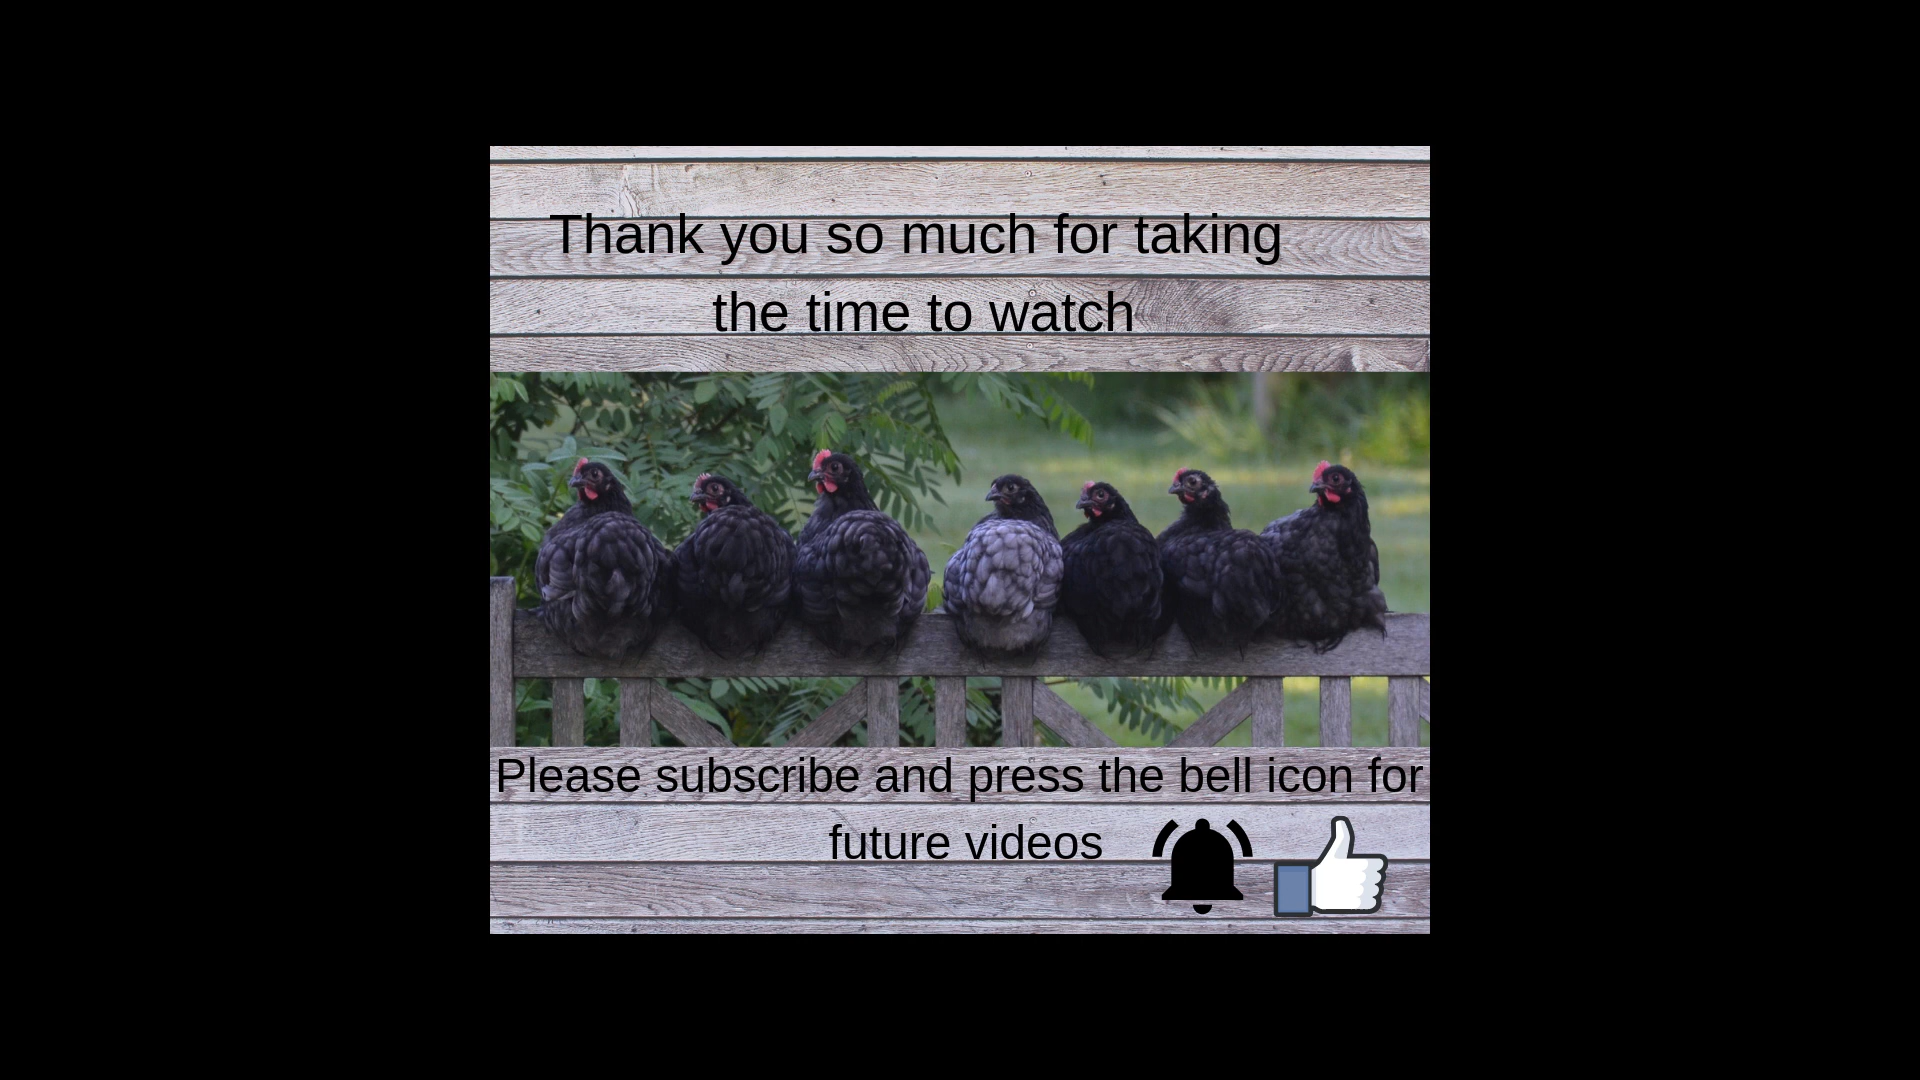 Thank you so much for taking
the time to watch
Please subscribe and press the bell icon for
future videos